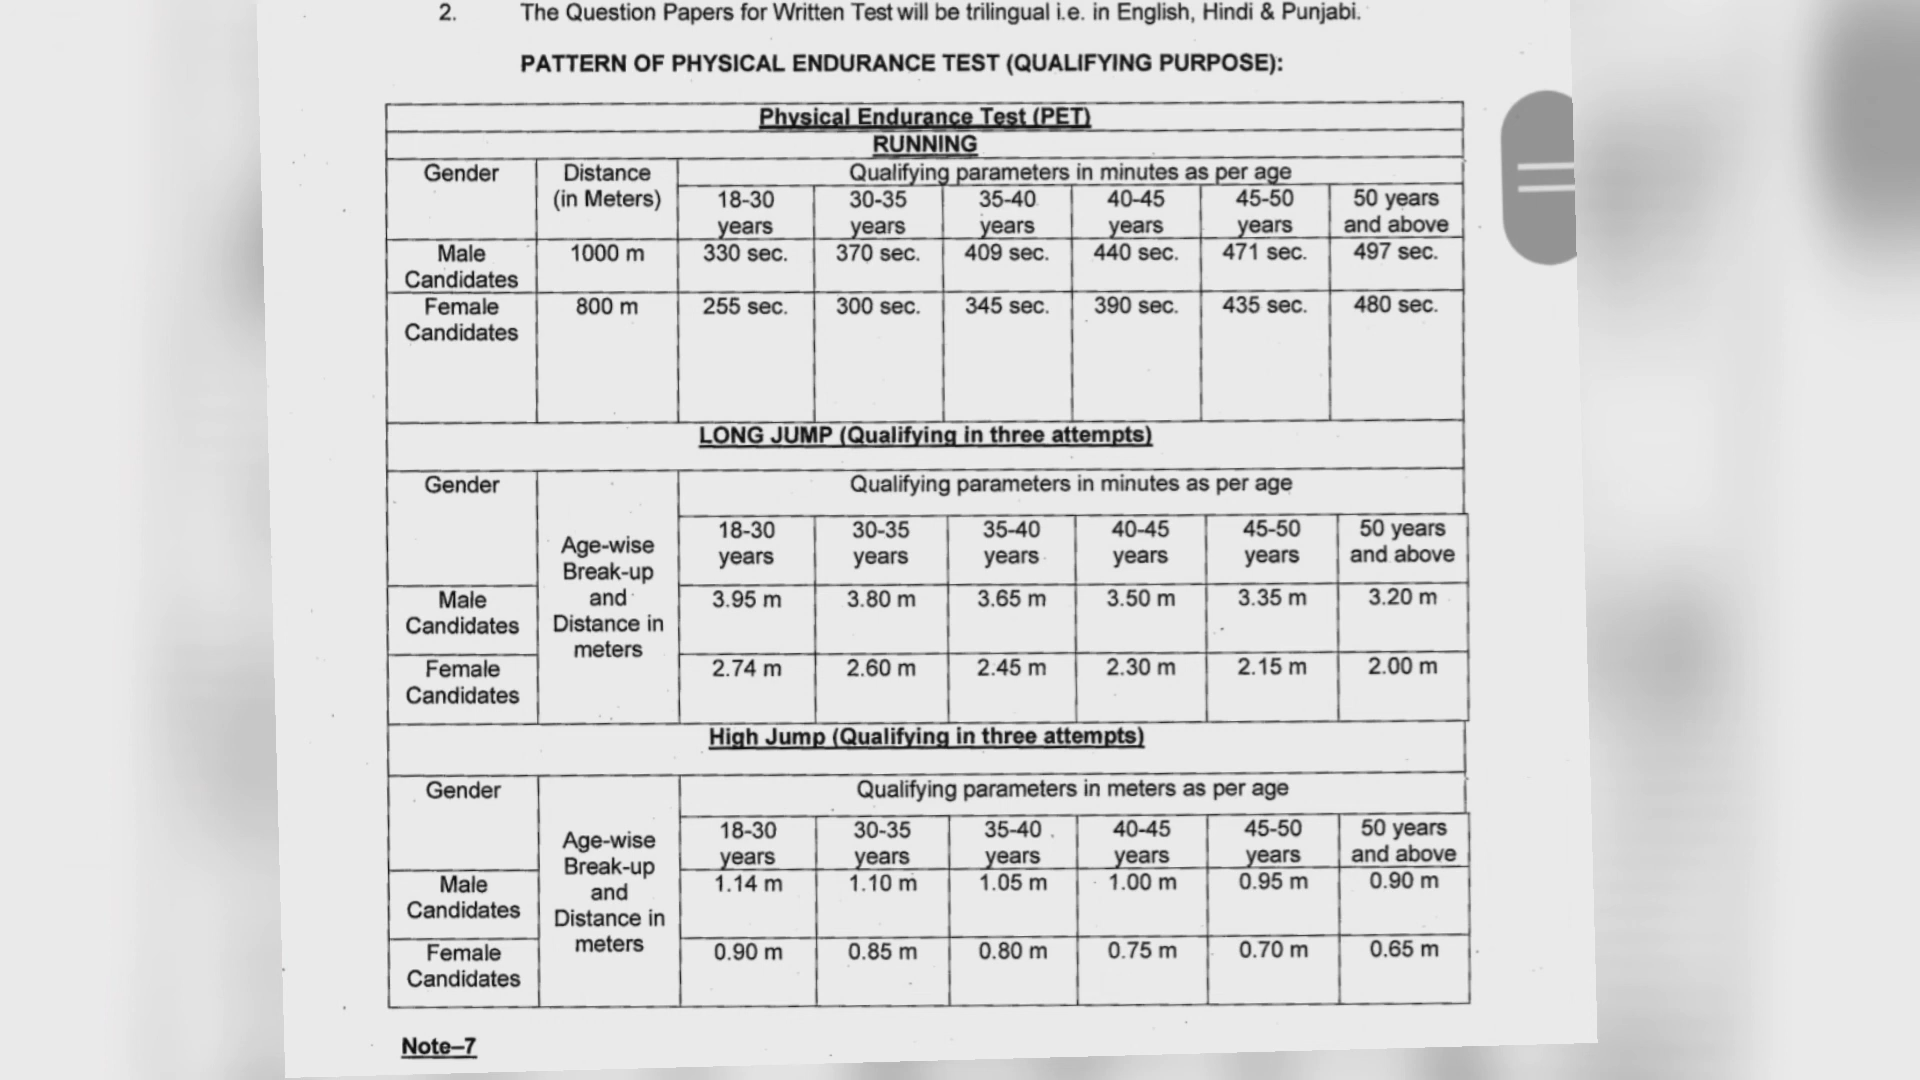 2. The Question Papers for Written Test will be trilingual i.e. in English, Hindi & Punjabi.
PATTERN OF PHYSICAL ENDURANCE TEST (QUALIFYING PURPOSE):
Physical Endurance Test (PET)
RUNNING
Gender Distance (in Meters) Qualifying parameters in minutes as per age
18-30 years 30-35 years 35-40 years 40-45 years 45-50 years 50 years and above
Male Candidates 1000 m 330 sec. 370 sec. 409 sec. 440 sec. 471 sec. 497 sec.
Female Candidates 800 m 255 sec. 300 sec. 345 sec. 390 sec. 435 sec. 480 sec.
LONG JUMP (Qualifying in three attempts)
Gender Age-wise Break-up and Distance in meters Qualifying parameters in minutes as per age
18-30 years 30-35 years 35-40 years 40-45 years 45-50 years 50 years and above
Male Candidates 3.95 m 3.80 m 3.65 m 3.50 m 3.35 m 3.20 m
Female Candidates 2.74 m 2.60 m 2.45 m 2.30 m 2.15 m 2.00 m
High Jump (Qualifying in three attempts)
Gender Age-wise Break-up and Distance in meters Qualifying parameters in meters as per age
18-30 years 30-35 years 35-40 years 40-45 years 45-50 years 50 years and above
Male Candidates 1.14 m 1.10 m 1.05 m 1.00 m 0.95 m 0.90 m
Female Candidates 0.90 m 0.85 m 0.80 m 0.75 m 0.70 m 0.65 m
Note–7